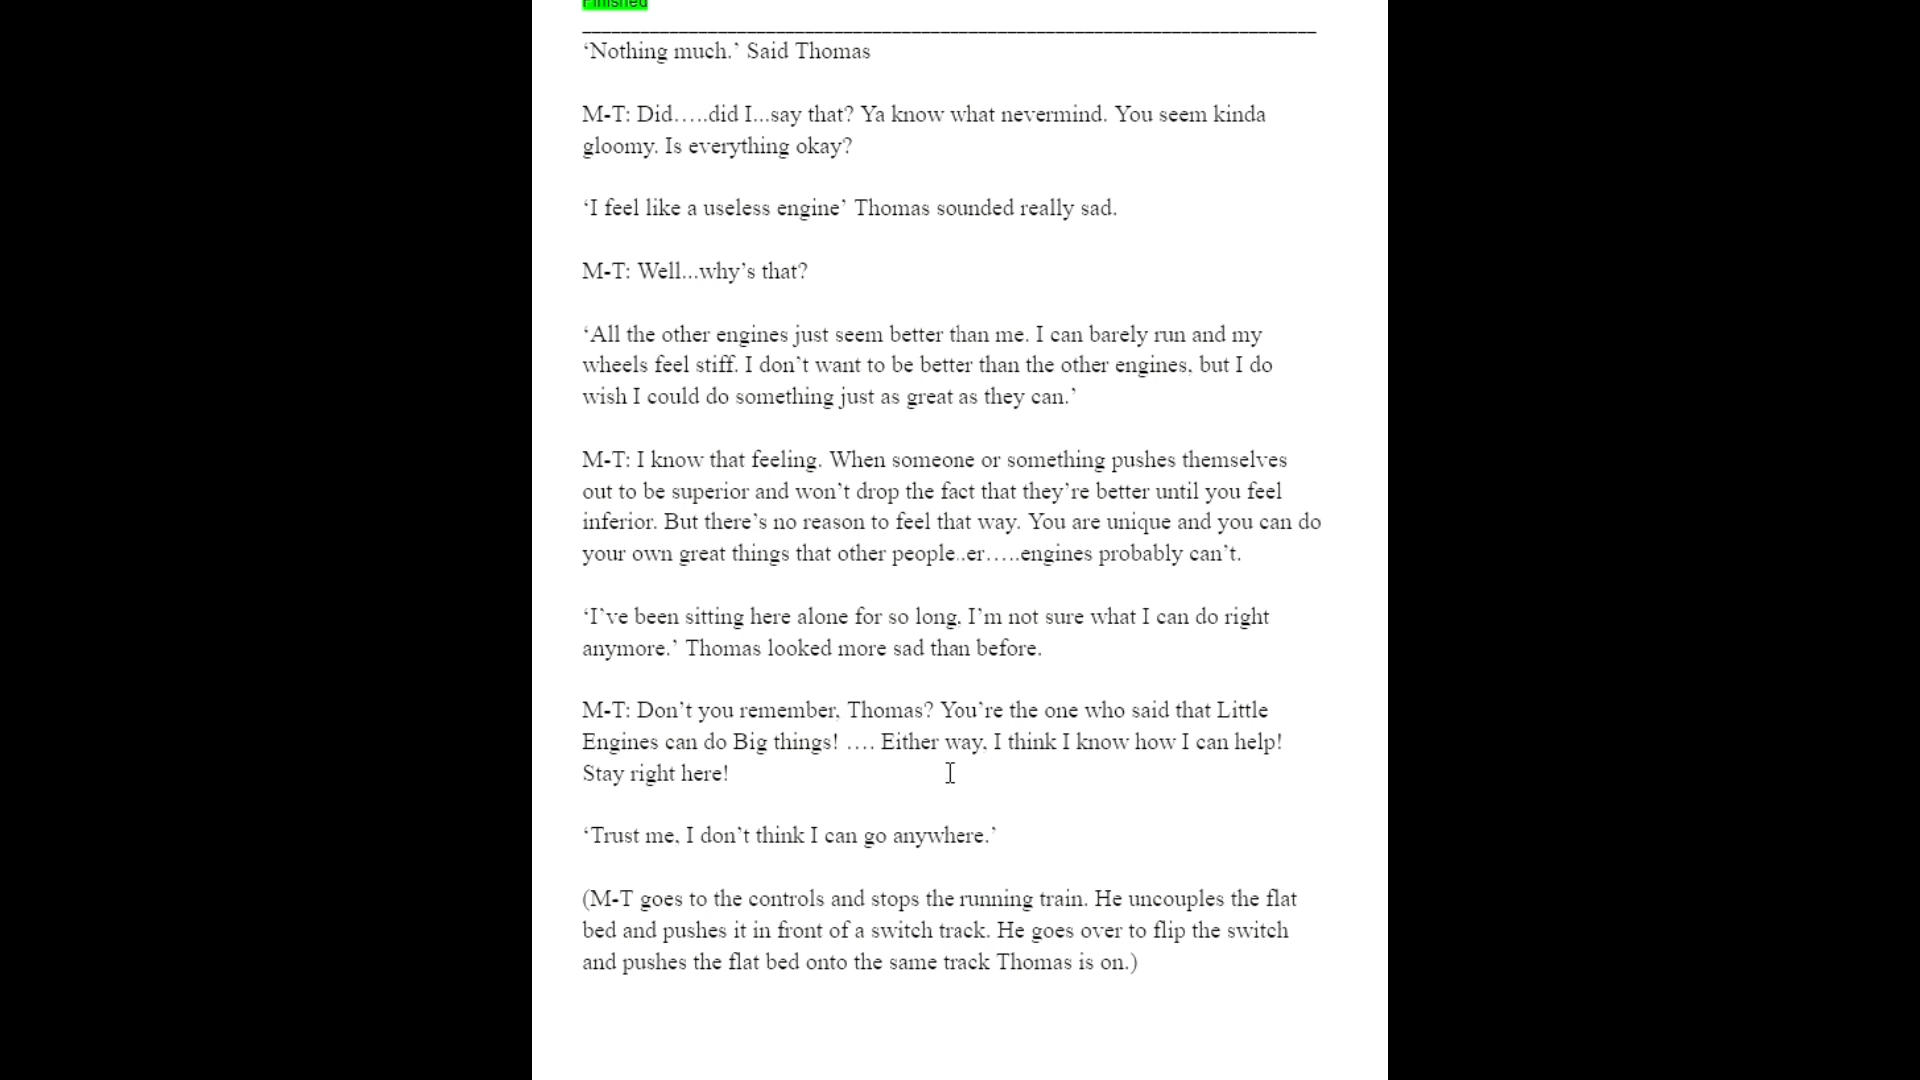 Finished
‘Nothing much.’ Said Thomas
M-T: Did…..did I...say that? Ya know what nevermind. You seem kinda
gloomy. Is everything okay?
‘I feel like a useless engine’ Thomas sounded really sad.
M-T: Well...why’s that?
‘All the other engines just seem better than me. I can barely run and my
wheels feel stiff. I don’t want to be better than the other engines, but I do
wish I could do something just as great as they can.’
M-T: I know that feeling. When someone or something pushes themselves
out to be superior and won’t drop the fact that they’re better until you feel
inferior. But there’s no reason to feel that way. You are unique and you can do
your own great things that other people..er…..engines probably can’t.
‘I’ve been sitting here alone for so long, I’m not sure what I can do right
anymore.’ Thomas looked more sad than before.
M-T: Don’t you remember, Thomas? You’re the one who said that Little
Engines can do Big things! …. Either way, I think I know how I can help!
Stay right here!
‘Trust me, I don’t think I can go anywhere.’
(M-T goes to the controls and stops the running train. He uncouples the flat
bed and pushes it in front of a switch track. He goes over to flip the switch
and pushes the flat bed onto the same track Thomas is on.)